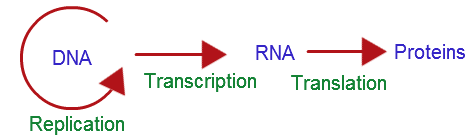 DNA
RNA
Proteins
Transcription
Translation
Replication